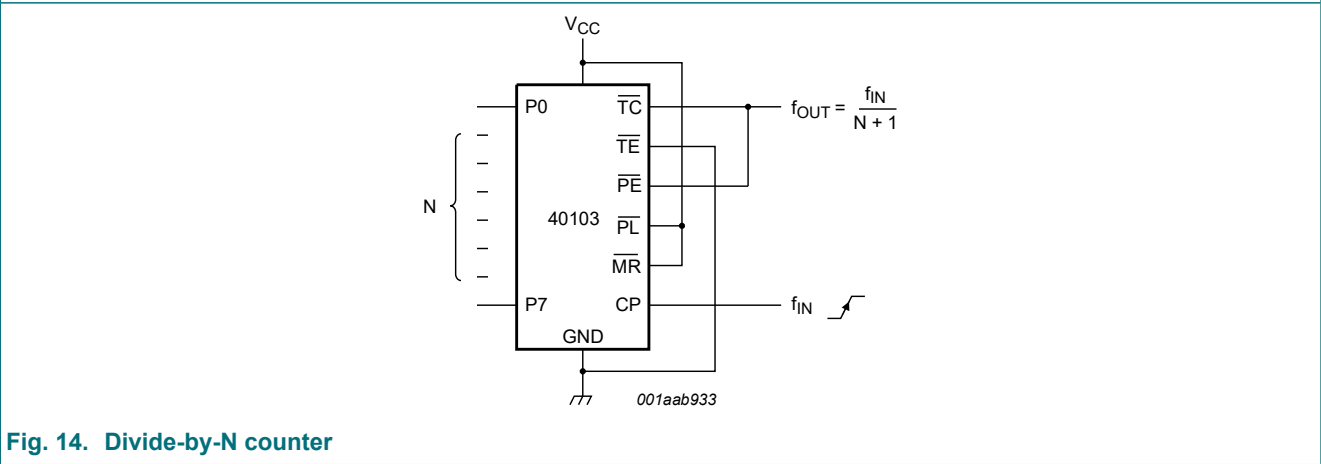 VCC
P0
TC
fOUT = fIN
N + 1
TE
PE
N
40103
PL
MR
P7
CP
fIN
GND
001aab933
Fig. 14. Divide-by-N counter